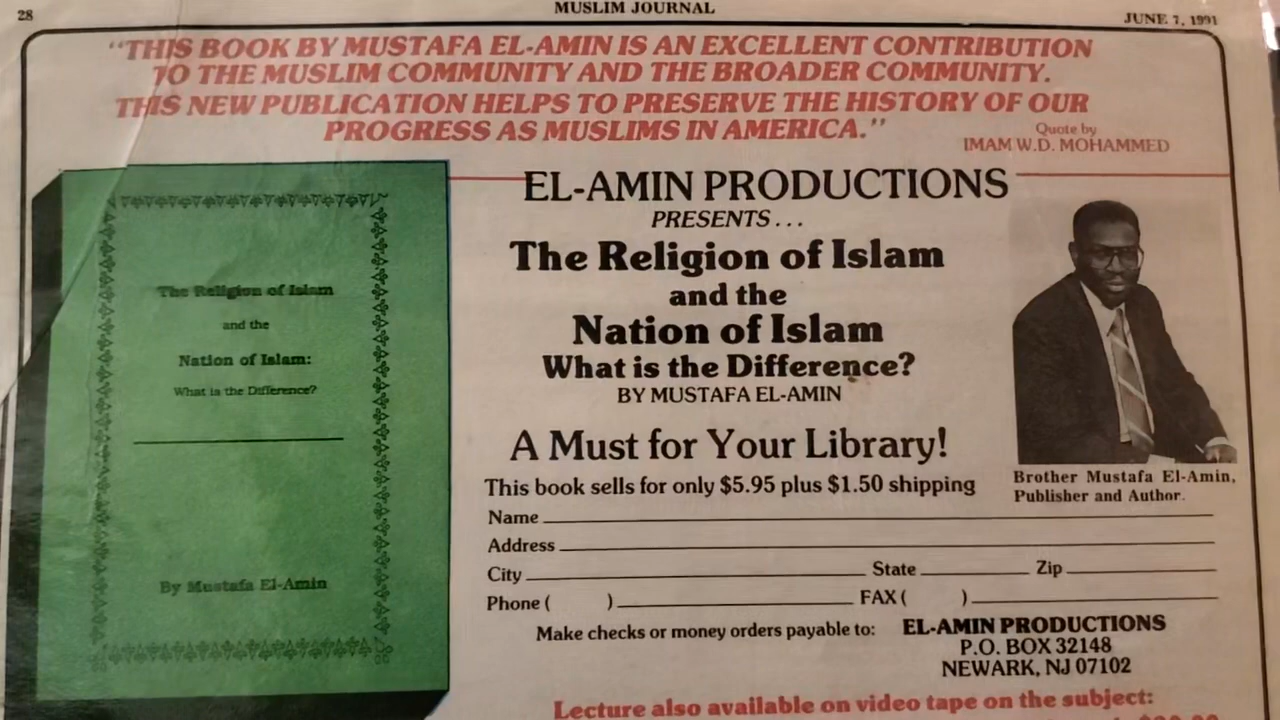 28
MUSLIM JOURNAL
JUNE 7, 1991
"THIS BOOK BY MUSTAFA EL-AMIN IS AN EXCELLENT CONTRIBUTION
TO THE MUSLIM COMMUNITY AND THE BROADER COMMUNITY.
THIS NEW PUBLICATION HELPS TO PRESERVE THE HISTORY OF OUR
PROGRESS AS MUSLIMS IN AMERICA."
Quote by
IMAM W.D. MOHAMMED
The Religion of Islam
and the
Nation of Islam:
What is the Difference?
By Mustafa El-Amin
EL-AMIN PRODUCTIONS
PRESENTS...
The Religion of Islam
and the
Nation of Islam
What is the Difference?
BY MUSTAFA EL-AMIN
A Must for Your Library!
This book sells for only $5.95 plus $1.50 shipping
Brother Mustafa El-Amin,
Publisher and Author.
Name
Address
City State Zip
Phone ( ) FAX ( )
Make checks or money orders payable to: EL-AMIN PRODUCTIONS
P.O. BOX 32148
NEWARK, NJ 07102
Lecture also available on video tape on the subject: